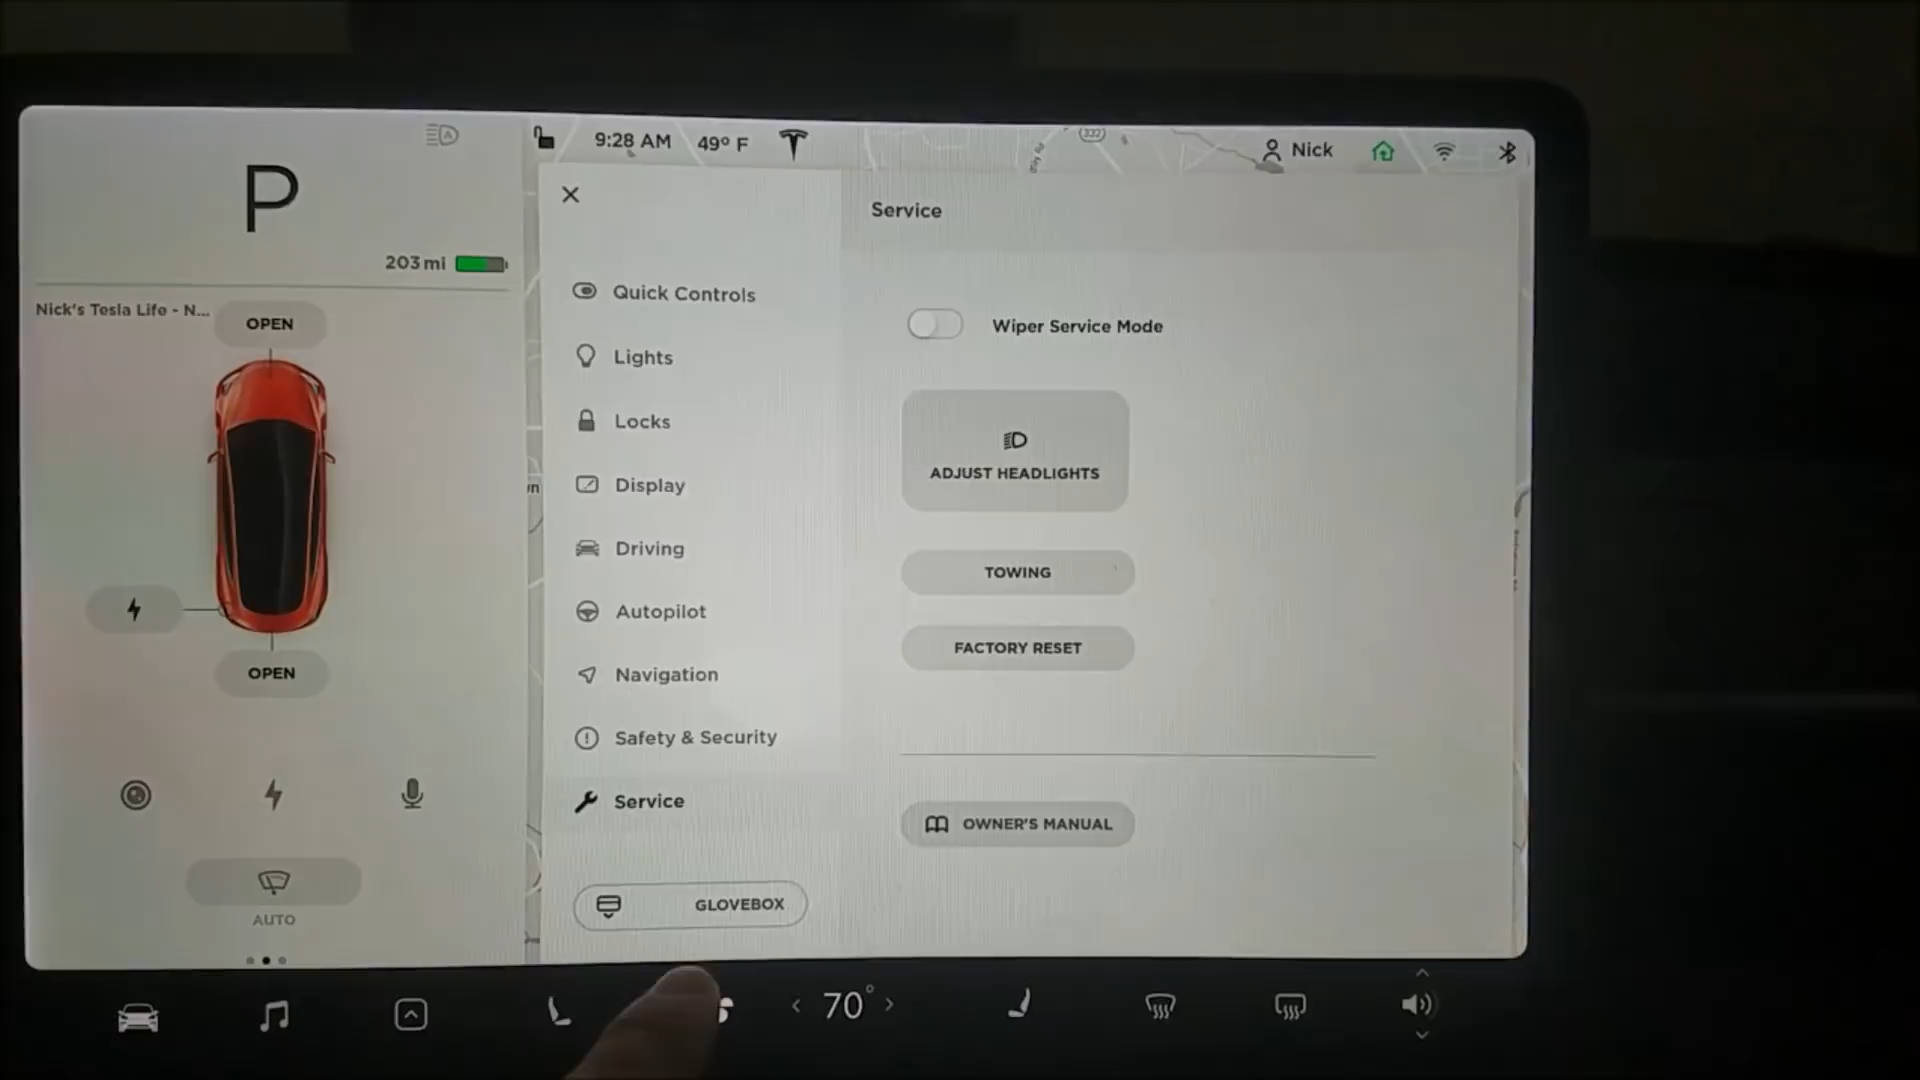 P
203 mi
Nick's Tesla Life - N...
OPEN
OPEN
AUTO
9:28 AM 49° F
332
Nick
Service
Quick Controls
Lights
Locks
Display
Driving
Autopilot
Navigation
Safety & Security
Service
GLOVEBOX
Wiper Service Mode
ADJUST HEADLIGHTS
TOWING
FACTORY RESET
OWNER'S MANUAL
< 70° >